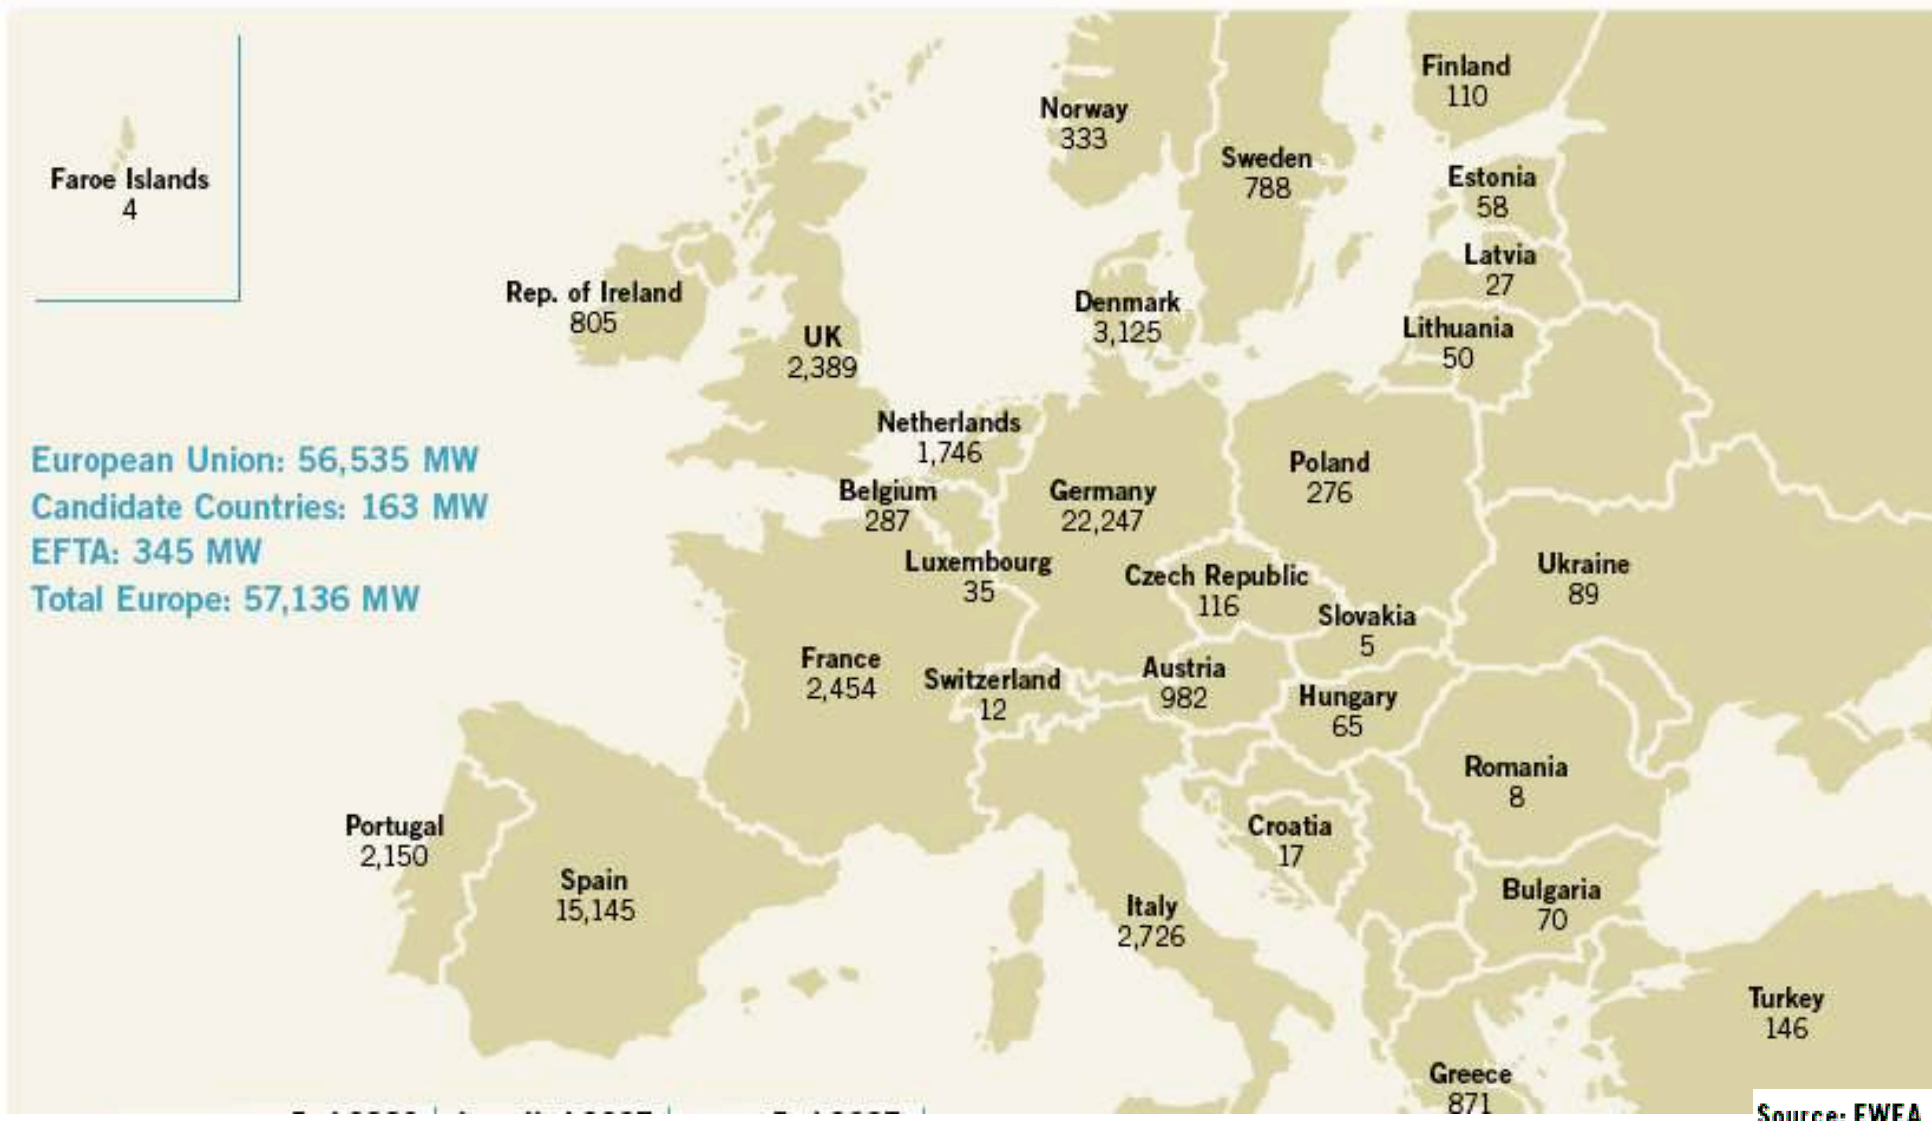 Finland
110
Norway
333
Sweden
788
Faroe Islands
4
Estonia
58
Latvia
27
Rep. of Ireland
805
Denmark
3,125
UK
2,389
Lithuania
50
Netherlands
1,746
European Union: 56,535 MW
Candidate Countries: 163 MW
EFTA: 345 MW
Total Europe: 57,136 MW
Poland
276
Belgium
287
Germany
22,247
Luxembourg
35
Czech Republic
116
Ukraine
89
Slovakia
5
France
2,454
Switzerland
12
Austria
982
Hungary
65
Romania
8
Portugal
2,150
Croatia
17
Spain
15,145
Bulgaria
70
Italy
2,726
Turkey
146
Greece
871
Source: EWEA